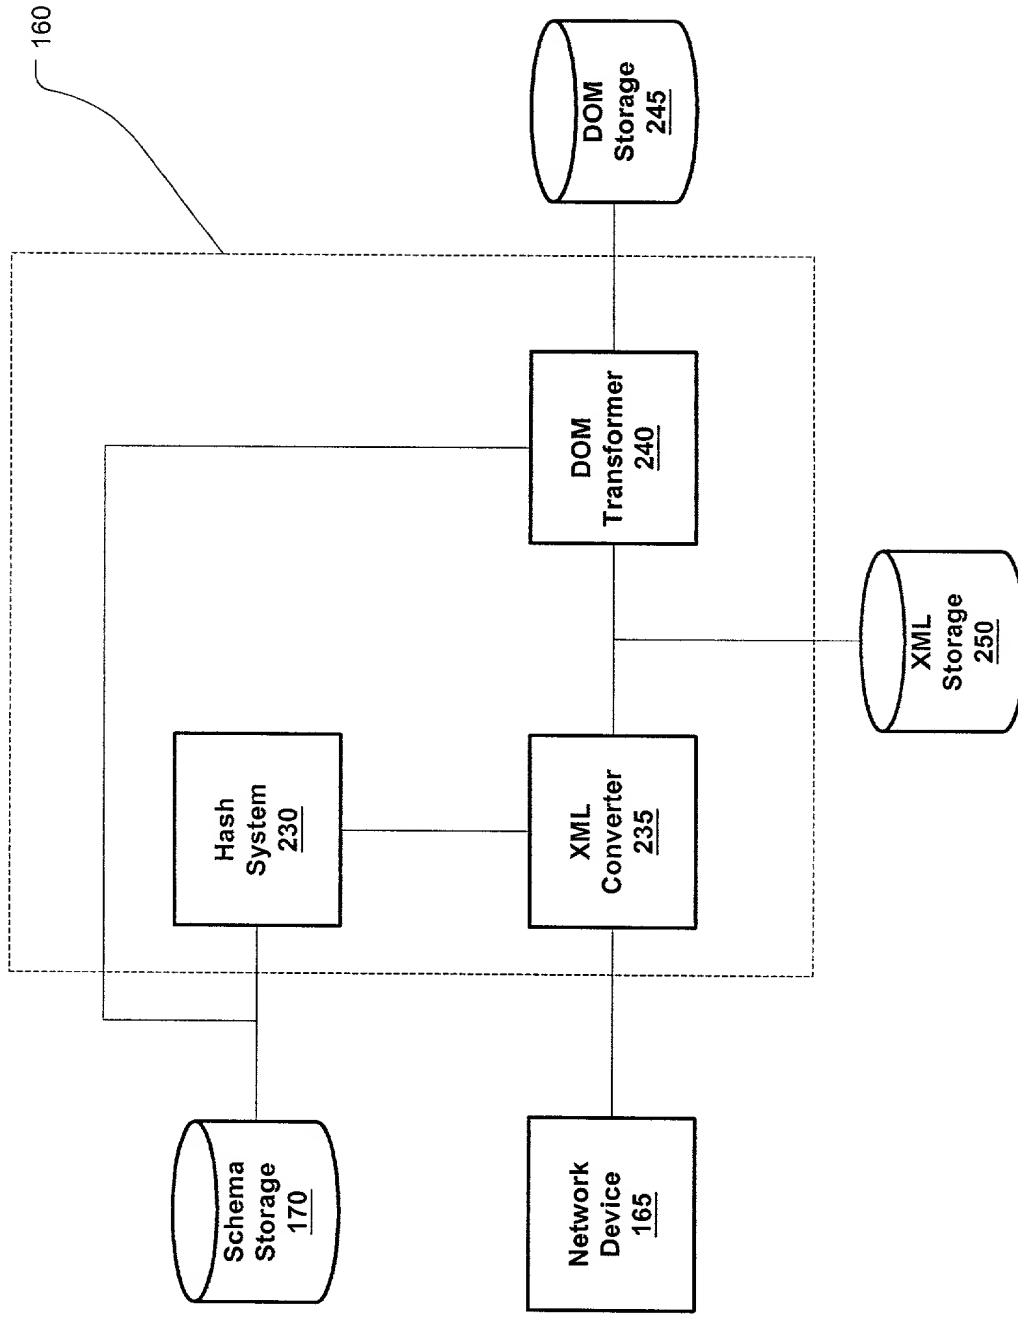 160
Schema
Storage
170
Hash
System
230
Network
Device
165
XML
Converter
235
DOM
Transformer
240
DOM
Storage
245
XML
Storage
250